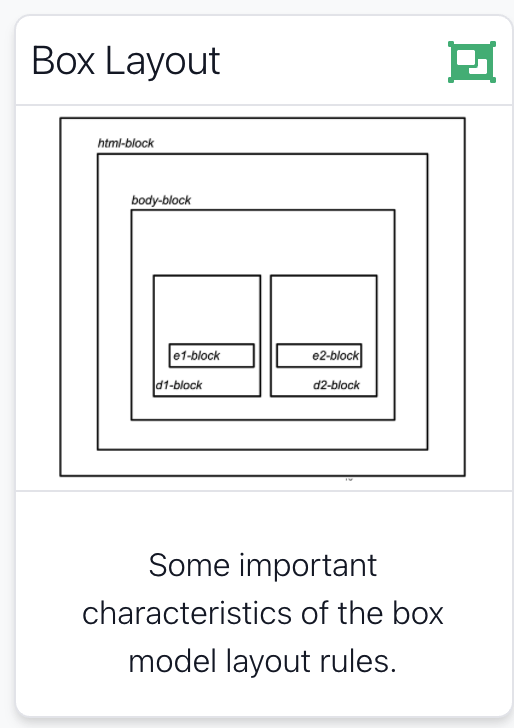 Box Layout
html-block
body-block
e1-block
e2-block
d1-block
d2-block
Some important
characteristics of the box
model layout rules.